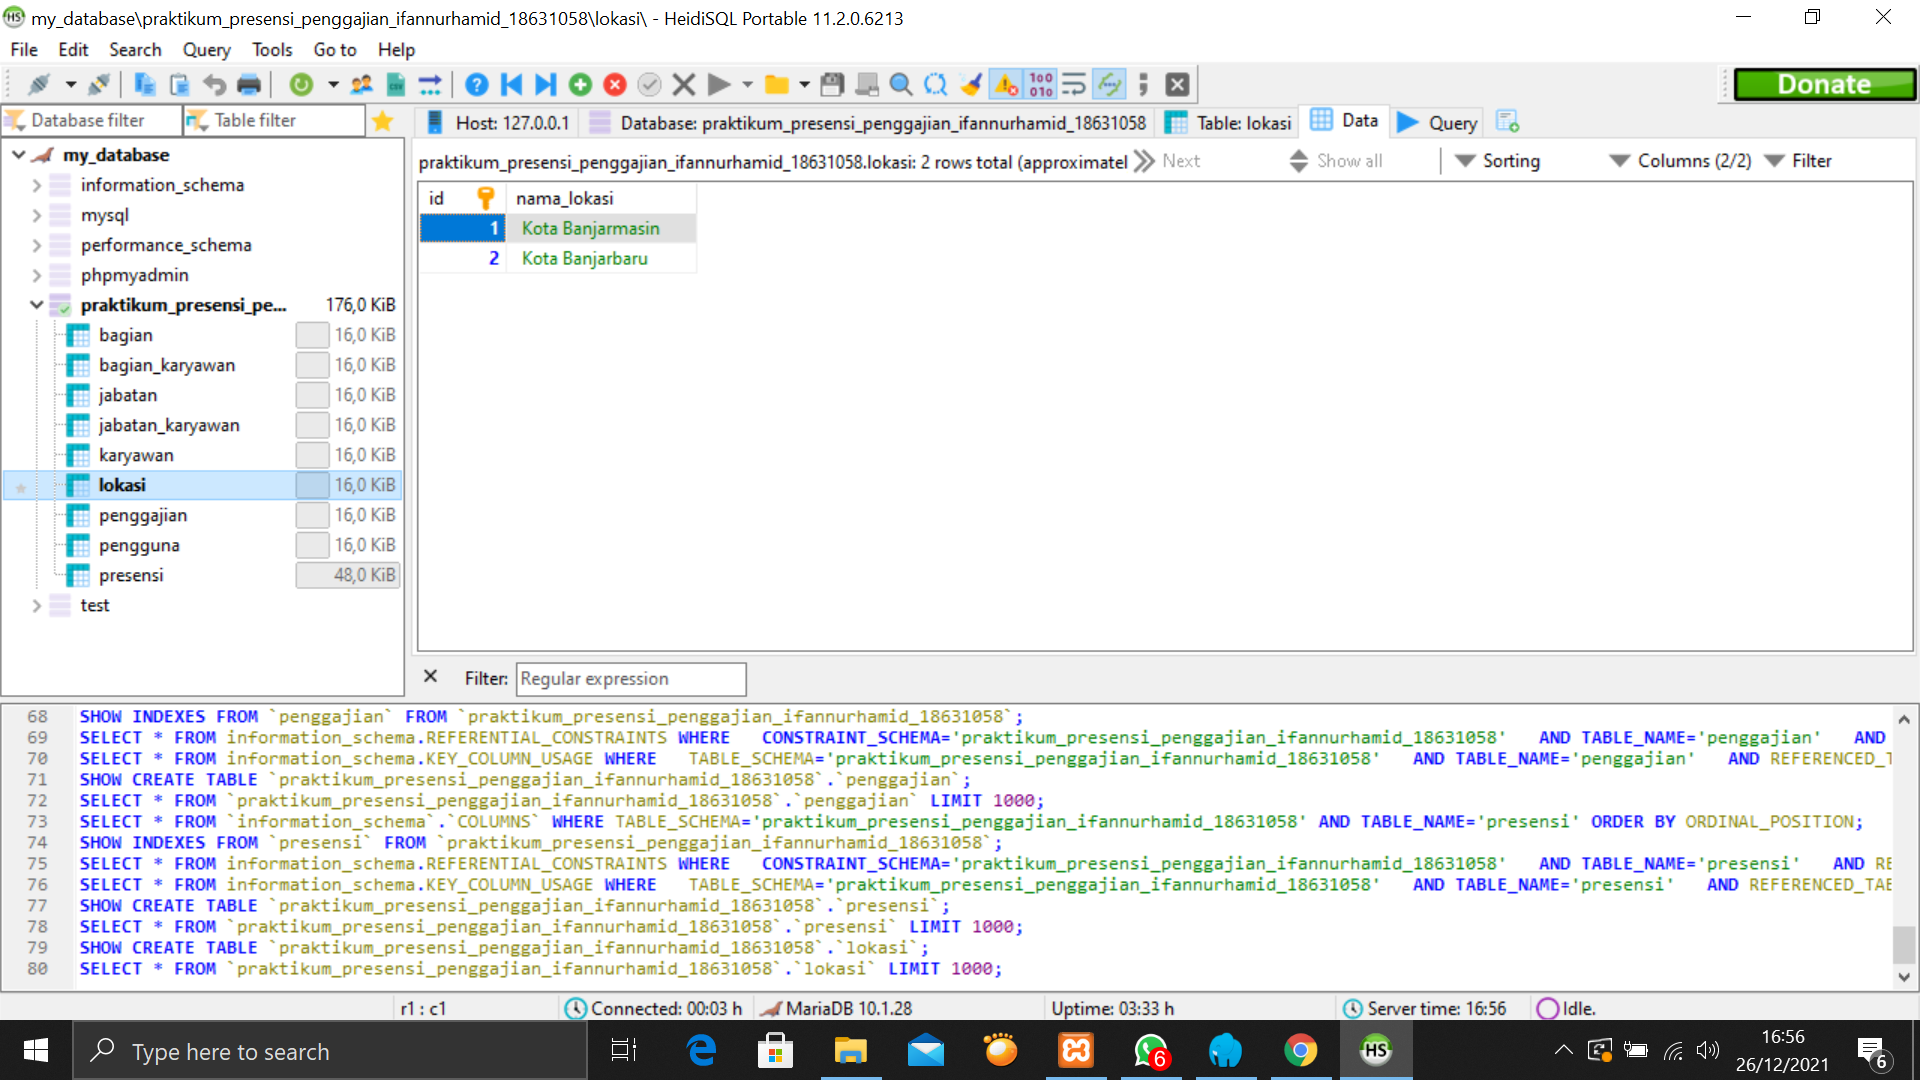 my_database\praktikum_presensi_penggajian_ifannurhamid_18631058\lokasi\ - HeidiSQL Portable 11.2.0.6213
File Edit Search Query Tools Go to Help
Donate
Database filter Table filter
Host: 127.0.0.1 Database: praktikum_presensi_penggajian_ifannurhamid_18631058 Table: lokasi Data Query
praktikum_presensi_penggajian_ifannurhamid_18631058.lokasi: 2 rows total (approximatel Next Show all Sorting Columns (2/2) Filter
my_database
information_schema
mysql
performance_schema
phpmyadmin
praktikum_presensi_pe... 176,0 KiB
bagian 16,0 KiB
bagian_karyawan 16,0 KiB
jabatan 16,0 KiB
jabatan_karyawan 16,0 KiB
karyawan 16,0 KiB
lokasi 16,0 KiB
penggajian 16,0 KiB
pengguna 16,0 KiB
presensi 48,0 KiB
test
id nama_lokasi
1 Kota Banjarmasin
2 Kota Banjarbaru
Filter: Regular expression
68 SHOW INDEXES FROM `penggajian` FROM `praktikum_presensi_penggajian_ifannurhamid_18631058`;
69 SELECT * FROM information_schema.REFERENTIAL_CONSTRAINTS WHERE CONSTRAINT_SCHEMA='praktikum_presensi_penggajian_ifannurhamid_18631058' AND TABLE_NAME='penggajian' AND
70 SELECT * FROM information_schema.KEY_COLUMN_USAGE WHERE TABLE_SCHEMA='praktikum_presensi_penggajian_ifannurhamid_18631058' AND TABLE_NAME='penggajian' AND REFERENCED_T
71 SHOW CREATE TABLE `praktikum_presensi_penggajian_ifannurhamid_18631058`.`penggajian`;
72 SELECT * FROM `praktikum_presensi_penggajian_ifannurhamid_18631058`.`penggajian` LIMIT 1000;
73 SELECT * FROM `information_schema`.`COLUMNS` WHERE TABLE_SCHEMA='praktikum_presensi_penggajian_ifannurhamid_18631058' AND TABLE_NAME='presensi' ORDER BY ORDINAL_POSITION;
74 SHOW INDEXES FROM `presensi` FROM `praktikum_presensi_penggajian_ifannurhamid_18631058`;
75 SELECT * FROM information_schema.REFERENTIAL_CONSTRAINTS WHERE CONSTRAINT_SCHEMA='praktikum_presensi_penggajian_ifannurhamid_18631058' AND TABLE_NAME='presensi' AND RE
76 SELECT * FROM information_schema.KEY_COLUMN_USAGE WHERE TABLE_SCHEMA='praktikum_presensi_penggajian_ifannurhamid_18631058' AND TABLE_NAME='presensi' AND REFERENCED_TAB
77 SHOW CREATE TABLE `praktikum_presensi_penggajian_ifannurhamid_18631058`.`presensi`;
78 SELECT * FROM `praktikum_presensi_penggajian_ifannurhamid_18631058`.`presensi` LIMIT 1000;
79 SHOW CREATE TABLE `praktikum_presensi_penggajian_ifannurhamid_18631058`.`lokasi`;
80 SELECT * FROM `praktikum_presensi_penggajian_ifannurhamid_18631058`.`lokasi` LIMIT 1000;
r1 : c1 Connected: 00:03 h MariaDB 10.1.28 Uptime: 03:33 h Server time: 16:56 Idle.
Type here to search
6
HS
16:56
26/12/2021
6